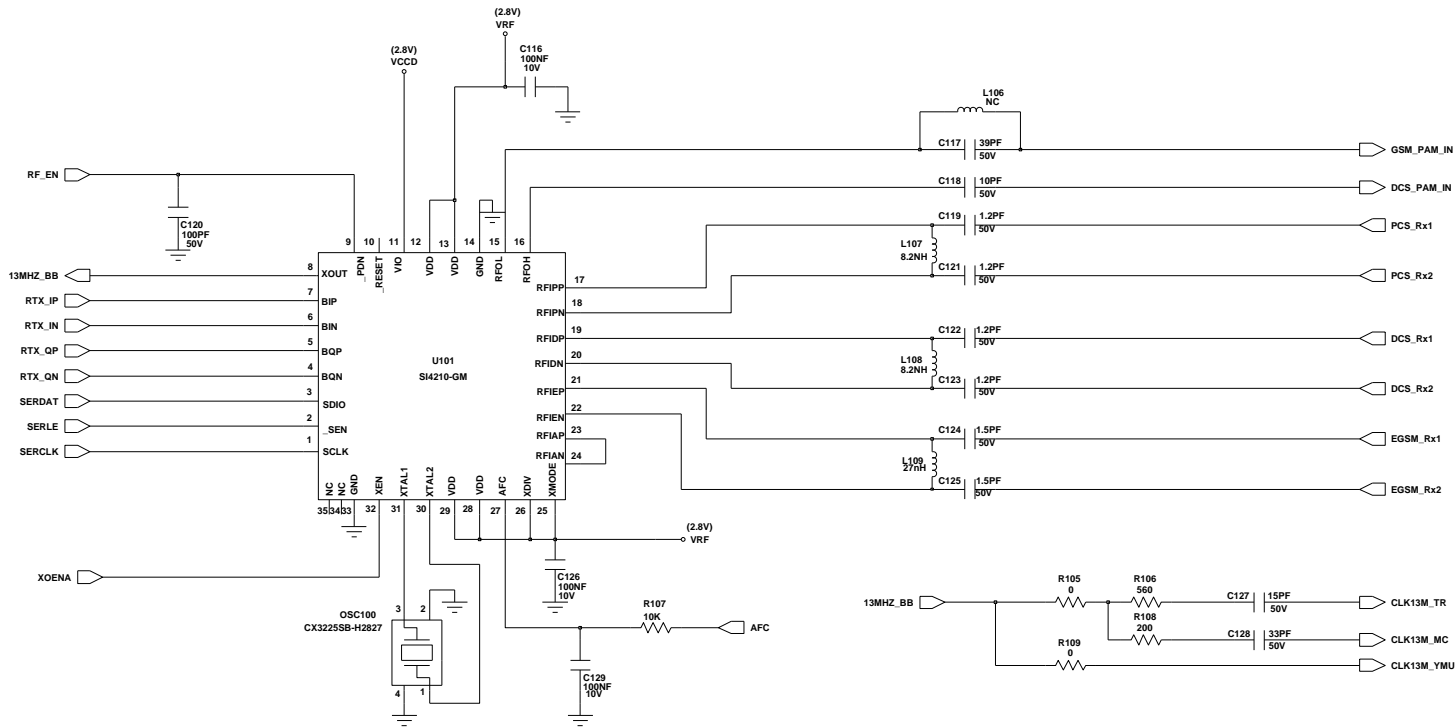 (2.8V)
VRF
(2.8V)
VCCD
C116
100NF
10V
L106
NC
C117
39PF
50V
GSM_PAM_IN
RF_EN
C118
10PF
50V
DCS_PAM_IN
C120
100PF
50V
C119
1.2PF
50V
PCS_Rx1
L107
8.2NH
C121
1.2PF
50V
PCS_Rx2
9
10
11
12
13
14
15
16
_PDN
_RESET
VIO
VDD
VDD
GND
RFOL
RFOH
13MHZ_BB
8
XOUT
RTX_IP
7
BIP
RTX_IN
6
BIN
RTX_QP
5
BQP
RTX_QN
4
BQN
SERDAT
3
SDIO
SERLE
2
_SEN
SERCLK
1
SCLK
U101
SI4210-GM
RFIPP
17
RFIPN
18
RFIDP
19
RFIDN
20
RFIEP
21
RFIEN
22
RFIAP
23
RFIAN
24
C122
1.2PF
50V
DCS_Rx1
L108
8.2NH
C123
1.2PF
50V
DCS_Rx2
C124
1.5PF
50V
EGSM_Rx1
L109
27nH
C125
1.5PF
50V
EGSM_Rx2
NC
NC
GND
XEN
XTAL1
XTAL2
VDD
VDD
AFC
XDIV
XMODE
35
34
33
32
31
30
29
28
27
26
25
(2.8V)
VRF
XOENA
C126
100NF
10V
R107
10K
AFC
OSC100
CX3225SB-H2827
3
2
4
1
C129
100NF
10V
13MHZ_BB
R105
0
R106
560
C127
15PF
50V
CLK13M_TR
R108
200
C128
33PF
50V
CLK13M_MC
R109
0
CLK13M_YMU